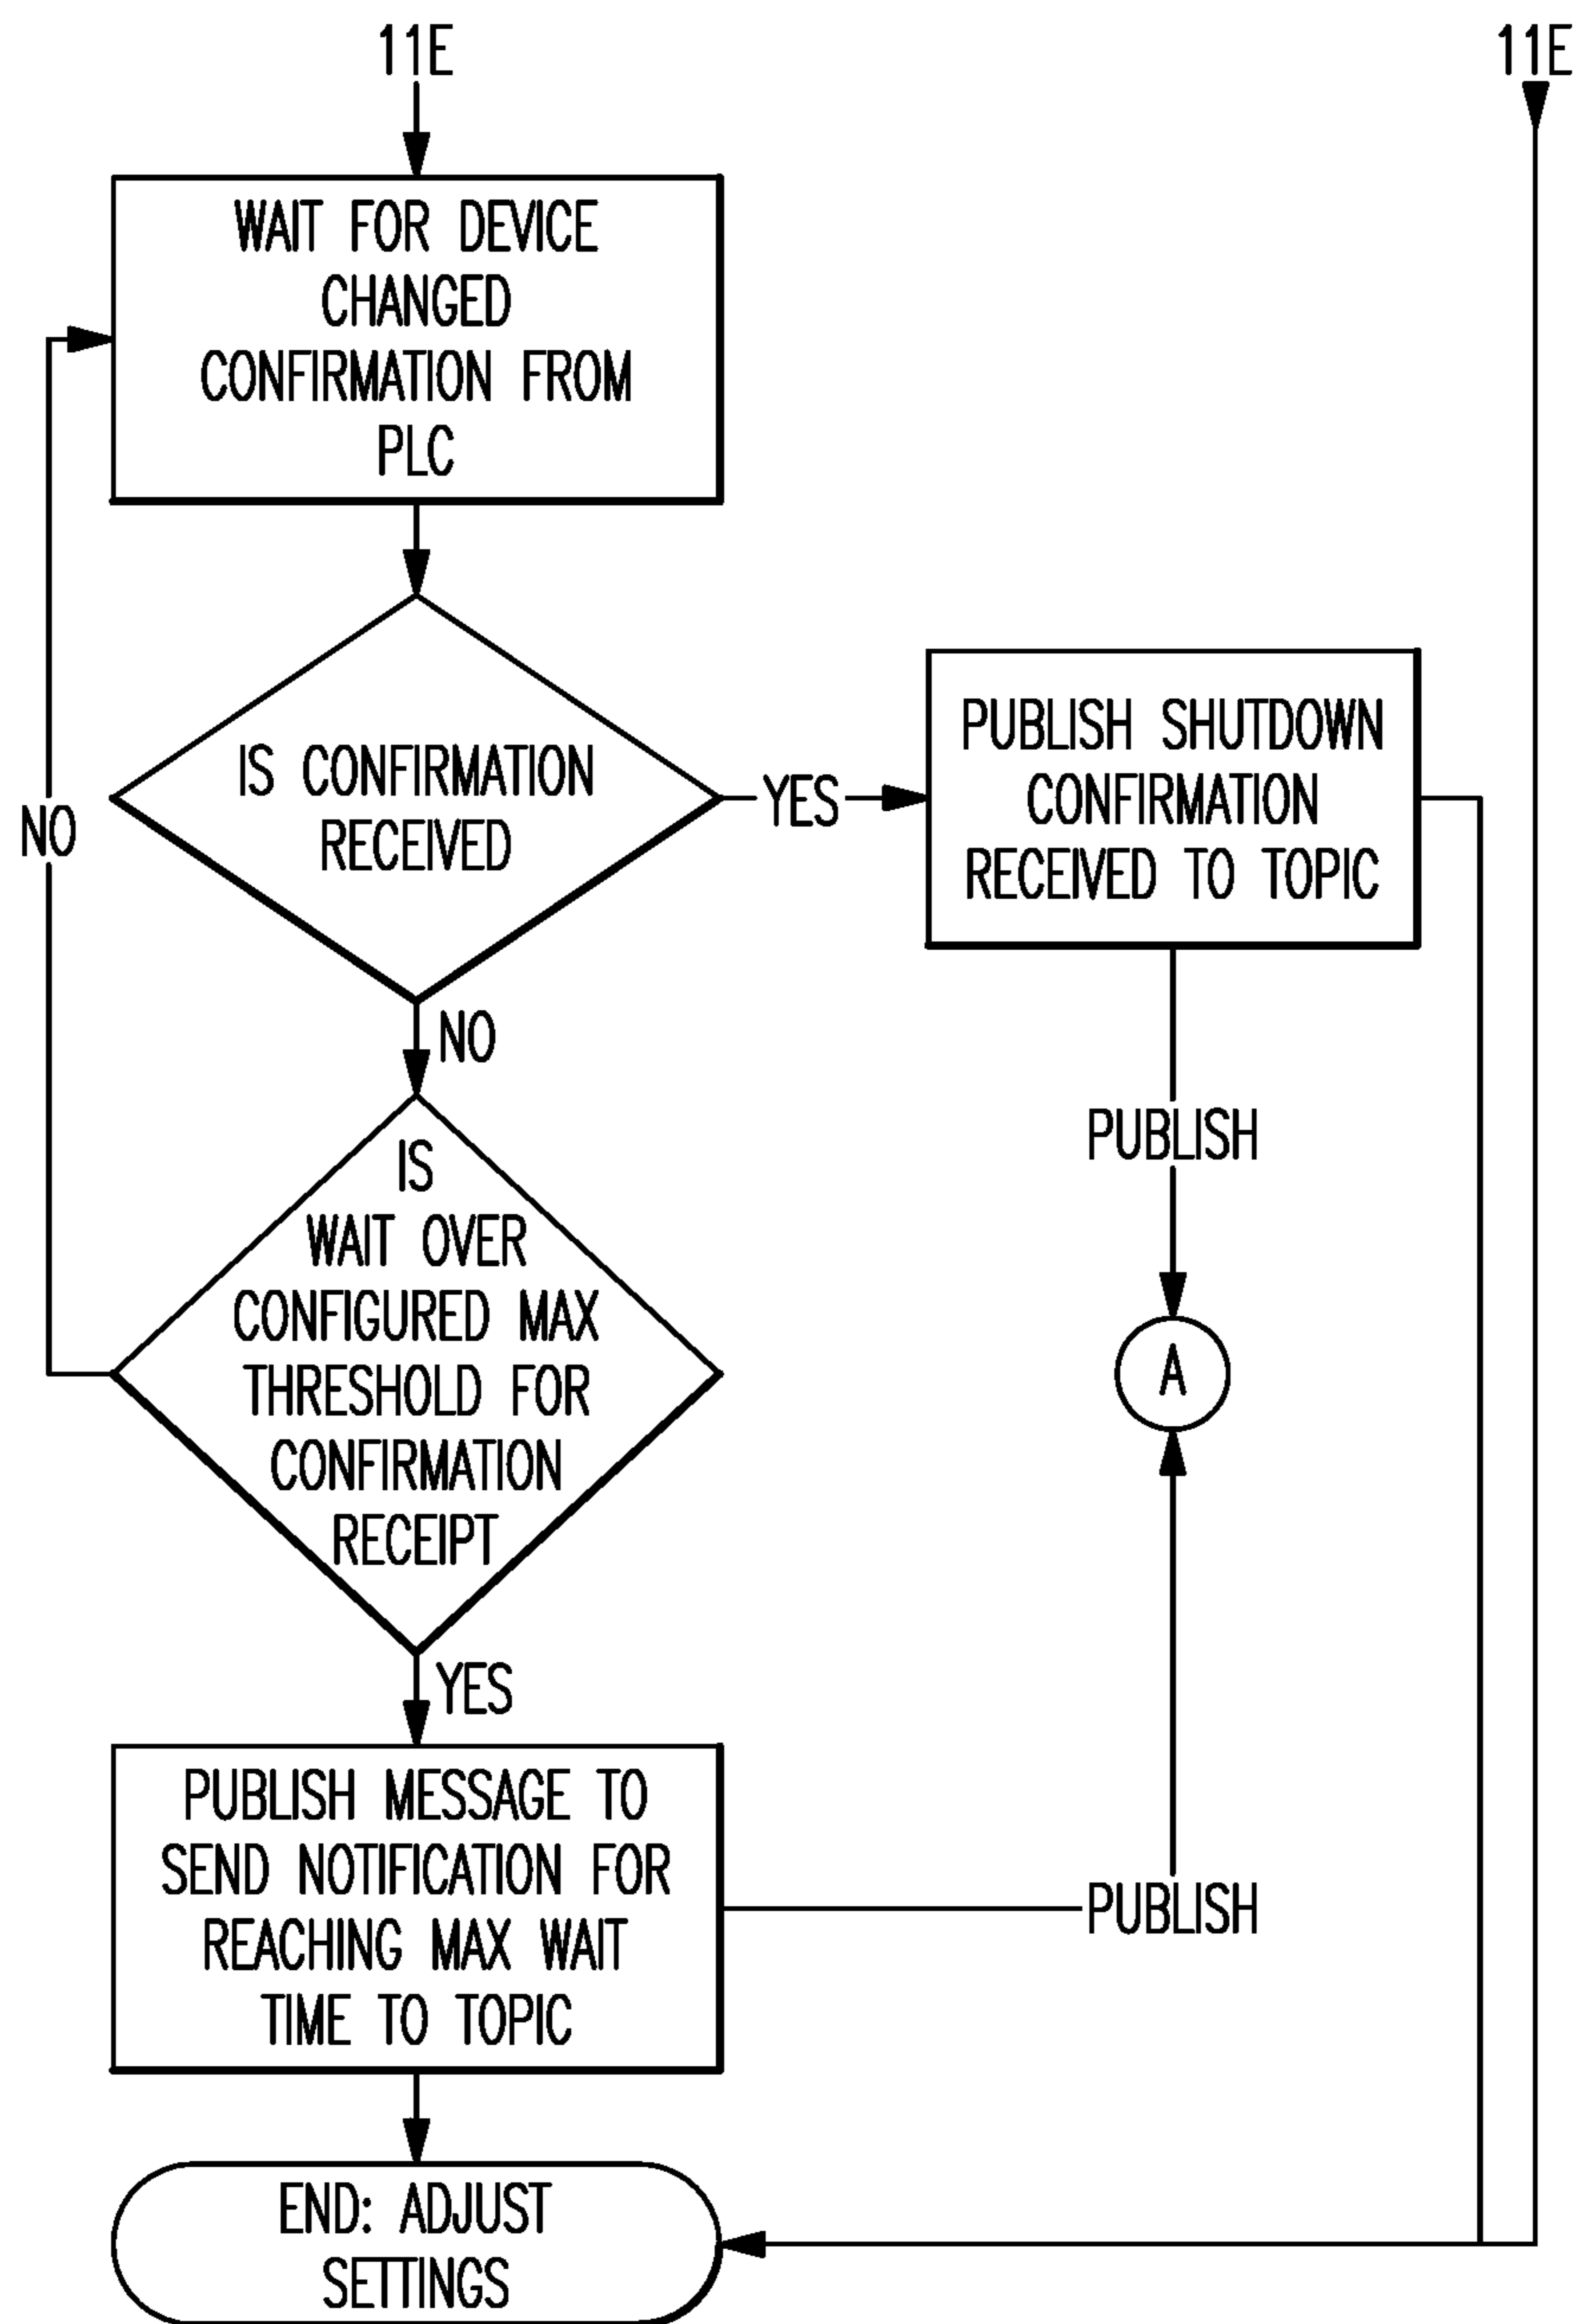 11E
11E
WAIT FOR DEVICE
CHANGED
CONFIRMATION FROM
PLC
IS CONFIRMATION
RECEIVED
YES
PUBLISH SHUTDOWN
CONFIRMATION
RECEIVED TO TOPIC
NO
NO
PUBLISH
IS
WAIT OVER
CONFIGURED MAX
THRESHOLD FOR
CONFIRMATION
RECEIPT
A
YES
PUBLISH MESSAGE TO
SEND NOTIFICATION FOR
REACHING MAX WAIT
TIME TO TOPIC
PUBLISH
END: ADJUST
SETTINGS